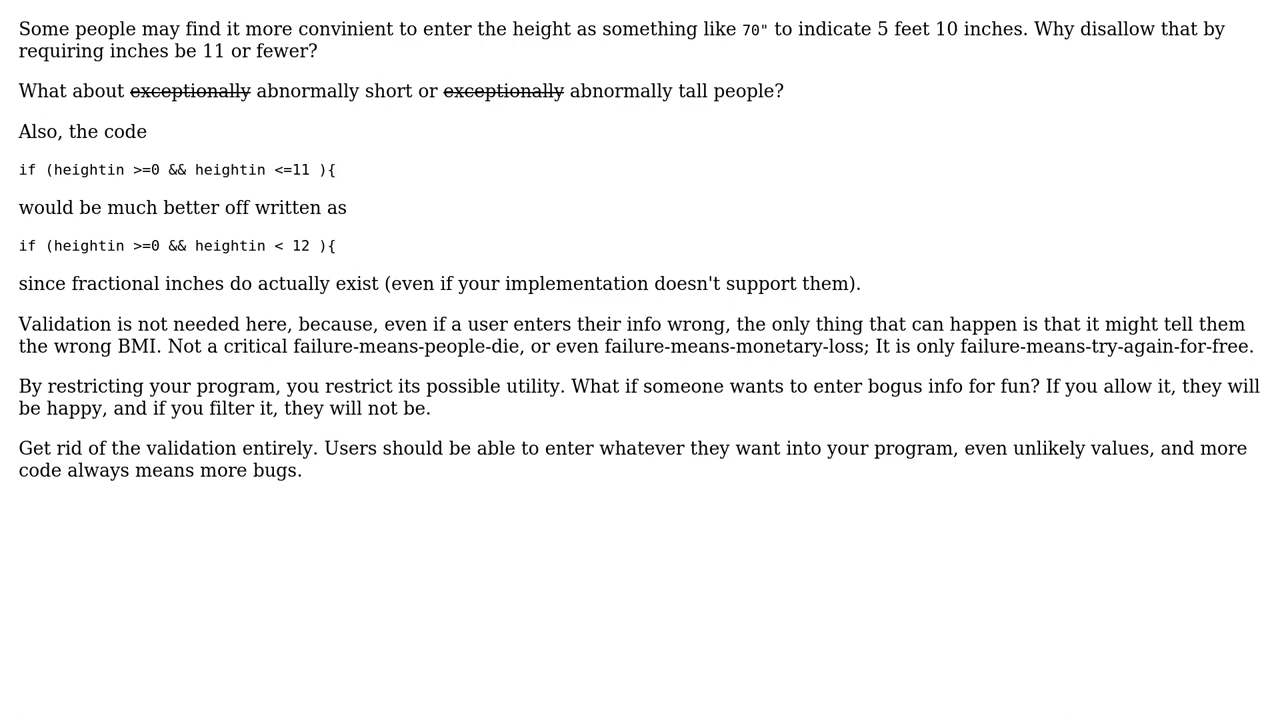 Some people may find it more convinient to enter the height as something like 70" to indicate 5 feet 10 inches. Why disallow that by
requiring inches be 11 or fewer?
What about exceptionally abnormally short or exceptionally abnormally tall people?
Also, the code
if (heightin >=0 && heightin <=11 ){
would be much better off written as
if (heightin >=0 && heightin < 12 ){
since fractional inches do actually exist (even if your implementation doesn't support them).
Validation is not needed here, because, even if a user enters their info wrong, the only thing that can happen is that it might tell them
the wrong BMI. Not a critical failure-means-people-die, or even failure-means-monetary-loss; It is only failure-means-try-again-for-free.
By restricting your program, you restrict its possible utility. What if someone wants to enter bogus info for fun? If you allow it, they will
be happy, and if you filter it, they will not be.
Get rid of the validation entirely. Users should be able to enter whatever they want into your program, even unlikely values, and more
code always means more bugs.